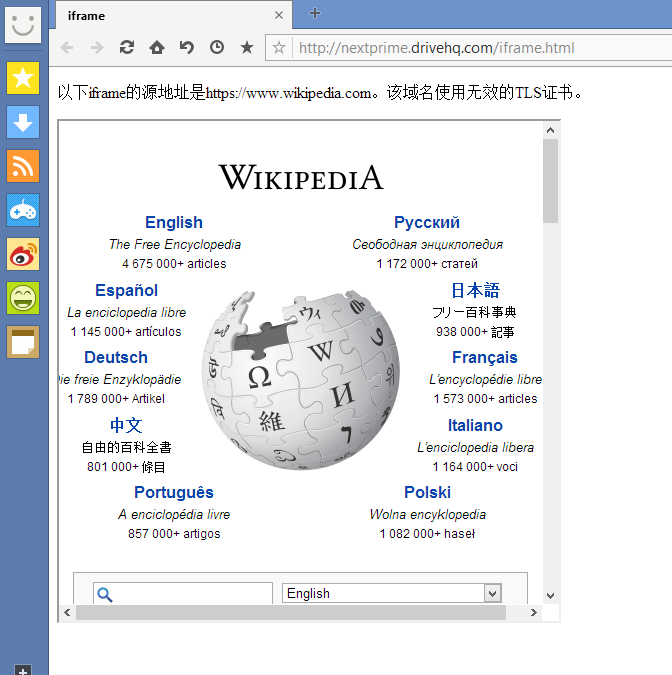 iframe
http://nextprime.drivehq.com/iframe.html
以下iframe的源地址是https://www.wikipedia.com。该域名使用无效的TLS证书。
WIKIPEDIA
English
The Free Encyclopedia
4 675 000+ articles
Русский
Свободная энциклопедия
1 172 000+ статей
Español
La enciclopedia libre
1 145 000+ artículos
日本語
フリー百科事典
938 000+ 記事
Deutsch
Die freie Enzyklopädie
1 789 000+ Artikel
Français
L'encyclopédie libre
1 573 000+ articles
中文
自由的百科全書
801 000+ 條目
Italiano
L'enciclopedia libera
1 164 000+ voci
Português
A enciclopédia livre
857 000+ artigos
Polski
Wolna encyklopedia
1 082 000+ haseł
Ω
W
И
維
ウィ
English